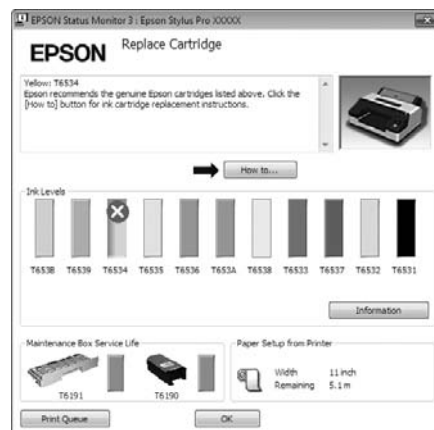 EPSON Status Monitor 3 : Epson Stylus Pro XXXXX
EPSON
Replace Cartridge
Yellow: T6534
Epson recommends the genuine Epson cartridges listed above. Click the
[How to] button for ink cartridge replacement instructions.
How to...
Ink Levels
T653B T6539 T6534 T6535 T6536 T653A T6538 T6533 T6537 T6532 T6531
Information
Maintenance Box Service Life
T6191 T6190
Paper Setup from Printer
Width 11 inch
Remaining 5.1 m
Print Queue
OK